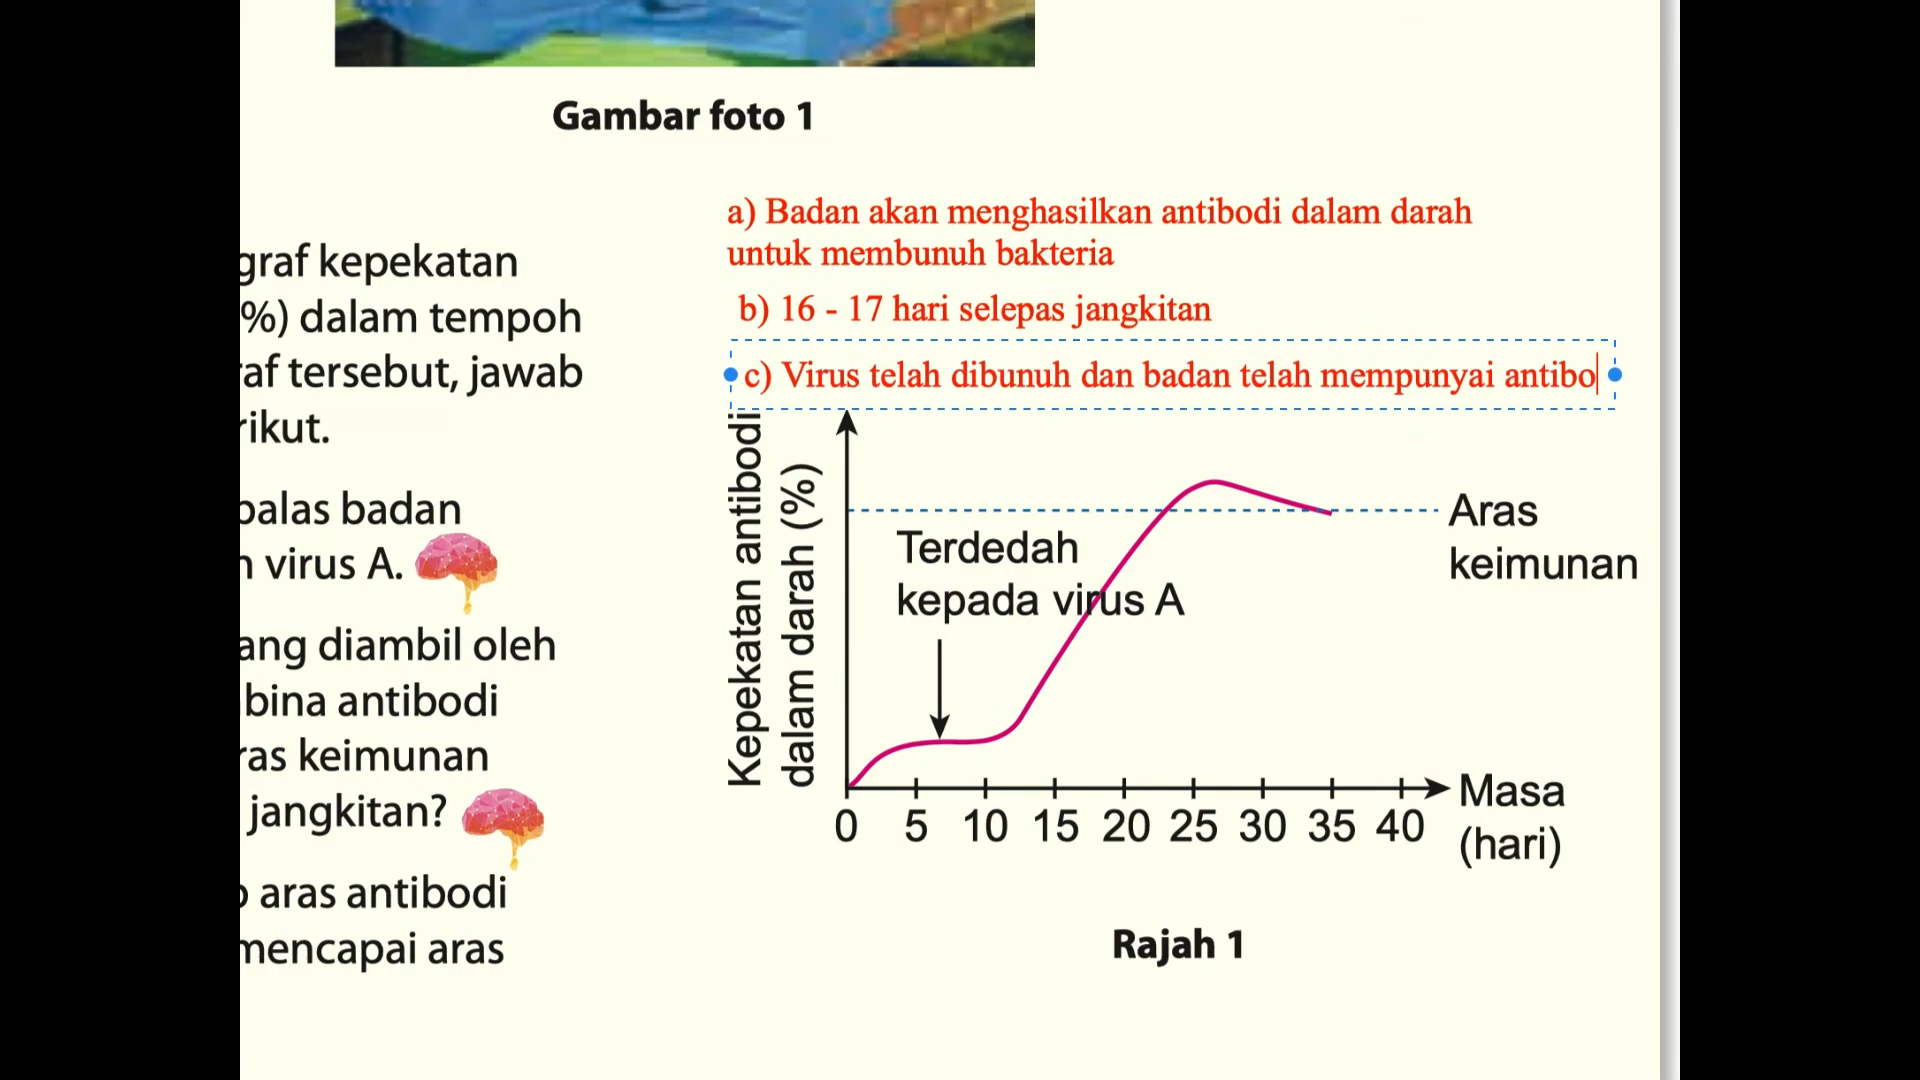 Gambar foto 1
a) Badan akan menghasilkan antibodi dalam darah
untuk membunuh bakteria
b) 16 - 17 hari selepas jangkitan
c) Virus telah dibunuh dan badan telah mempunyai antibo
graf kepekatan
%) dalam tempoh
raf tersebut, jawab
rikut.
balas badan
n virus A.
ang diambil oleh
bina antibodi
ras keimunan
jangkitan?
aras antibodi
mencapai aras
Kepekatan antibodi
dalam darah (%)
Terdedah
kepada virus A
Aras
keimunan
0 5 10 15 20 25 30 35 40
Masa
(hari)
Rajah 1